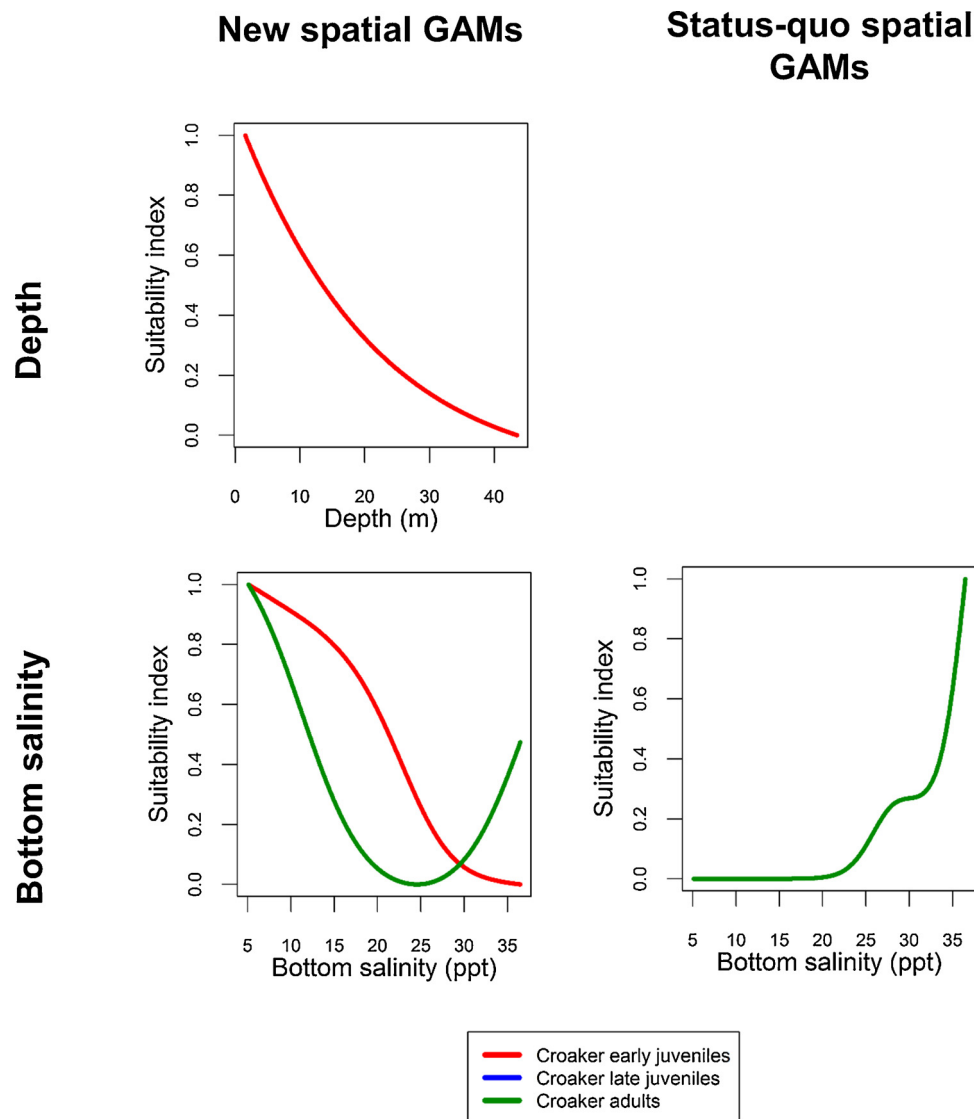 New spatial GAMs
Status-quo spatial
GAMs
Depth
Suitability index
0.0 0.2 0.4 0.6 0.8 1.0
0 10 20 30 40
Depth (m)
Bottom salinity
Suitability index
0.0 0.2 0.4 0.6 0.8 1.0
5 10 15 20 25 30 35
Bottom salinity (ppt)
Suitability index
0.0 0.2 0.4 0.6 0.8 1.0
5 10 15 20 25 30 35
Bottom salinity (ppt)
Croaker early juveniles
Croaker late juveniles
Croaker adults